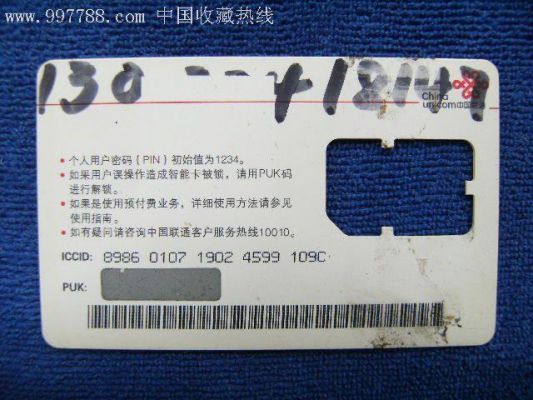 www.997788.com 中国收藏热线
China
unicom中国联通
• 个人用户密码（PIN）初始值为1234。
• 如果用户误操作造成智能卡被锁，请用PUK码
进行解锁。
• 如果是使用预付费业务，详细使用方法请参见
使用指南。
• 如有疑问请咨询中国联通客户服务热线10010。
ICCID: 8986 0107 1902 4599 109C
PUK: